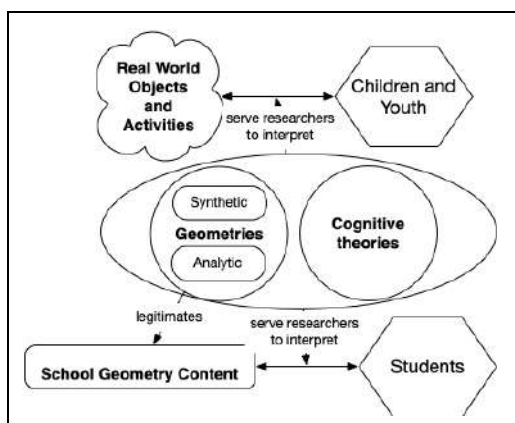 Real World
Objects
and
Activities
Children and
Youth
serve researchers
to interpret
Synthetic
Geometries
Analytic
Cognitive
theories
legitimates
serve researchers
to interpret
School Geometry Content
Students